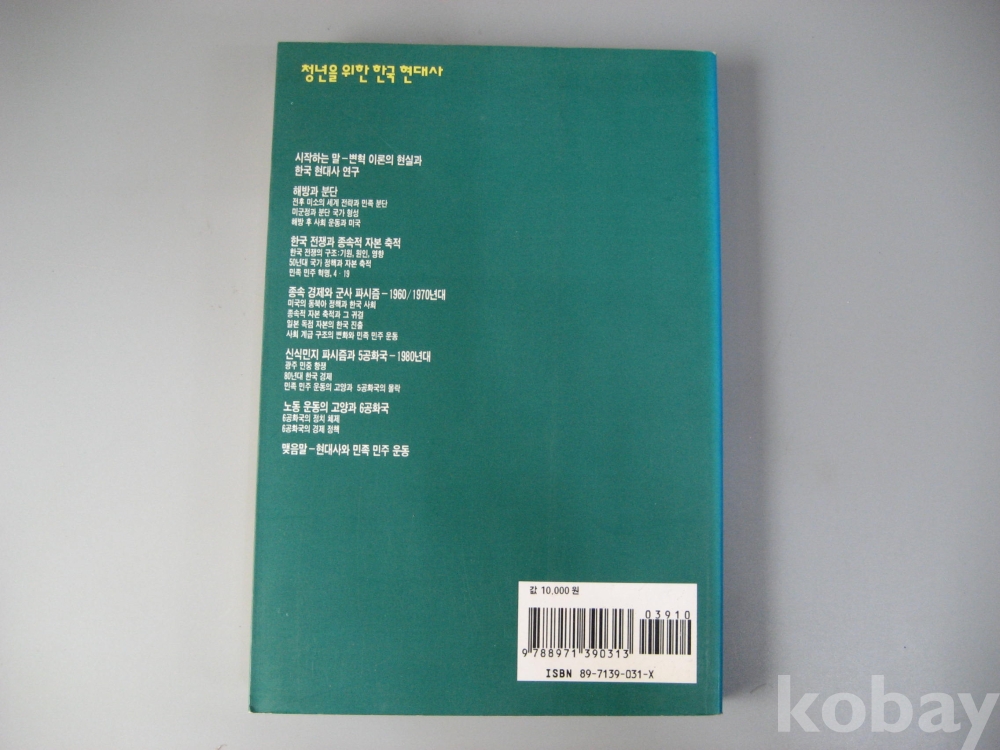 청년을 위한 한국 현대사
시작하는 말-변혁 이론의 현실과
한국 현대사 연구
해방과 분단
전후 미소의 세계 전략과 민족 분단
미군정과 분단 국가 형성
해방 후 사회 운동과 미국
한국 전쟁과 종속적 자본 축적
한국 전쟁의 구조:기원, 원인, 영향
50년대 국가 정책과 자본 축적
민족 민주 혁명, 4·19
종속 경제와 군사 파시즘-1960/1970년대
미국의 동북아 정책과 한국 사회
종속적 자본 축적과 그 귀결
일본 독점 자본의 한국 진출
사회 계급 구조의 변화와 민족 민주 운동
신식민지 파시즘과 5공화국-1980년대
광주 민중 항쟁
80년대 한국 경제
민족 민주 운동의 고양과 5공화국의 몰락
노동 운동의 고양과 6공화국
6공화국의 정치 체제
6공화국의 경제 정책
맺음말-현대사와 민족 민주 운동
값 10,000원
03910
9 788971 390313
ISBN 89-7139-031-X
kobay